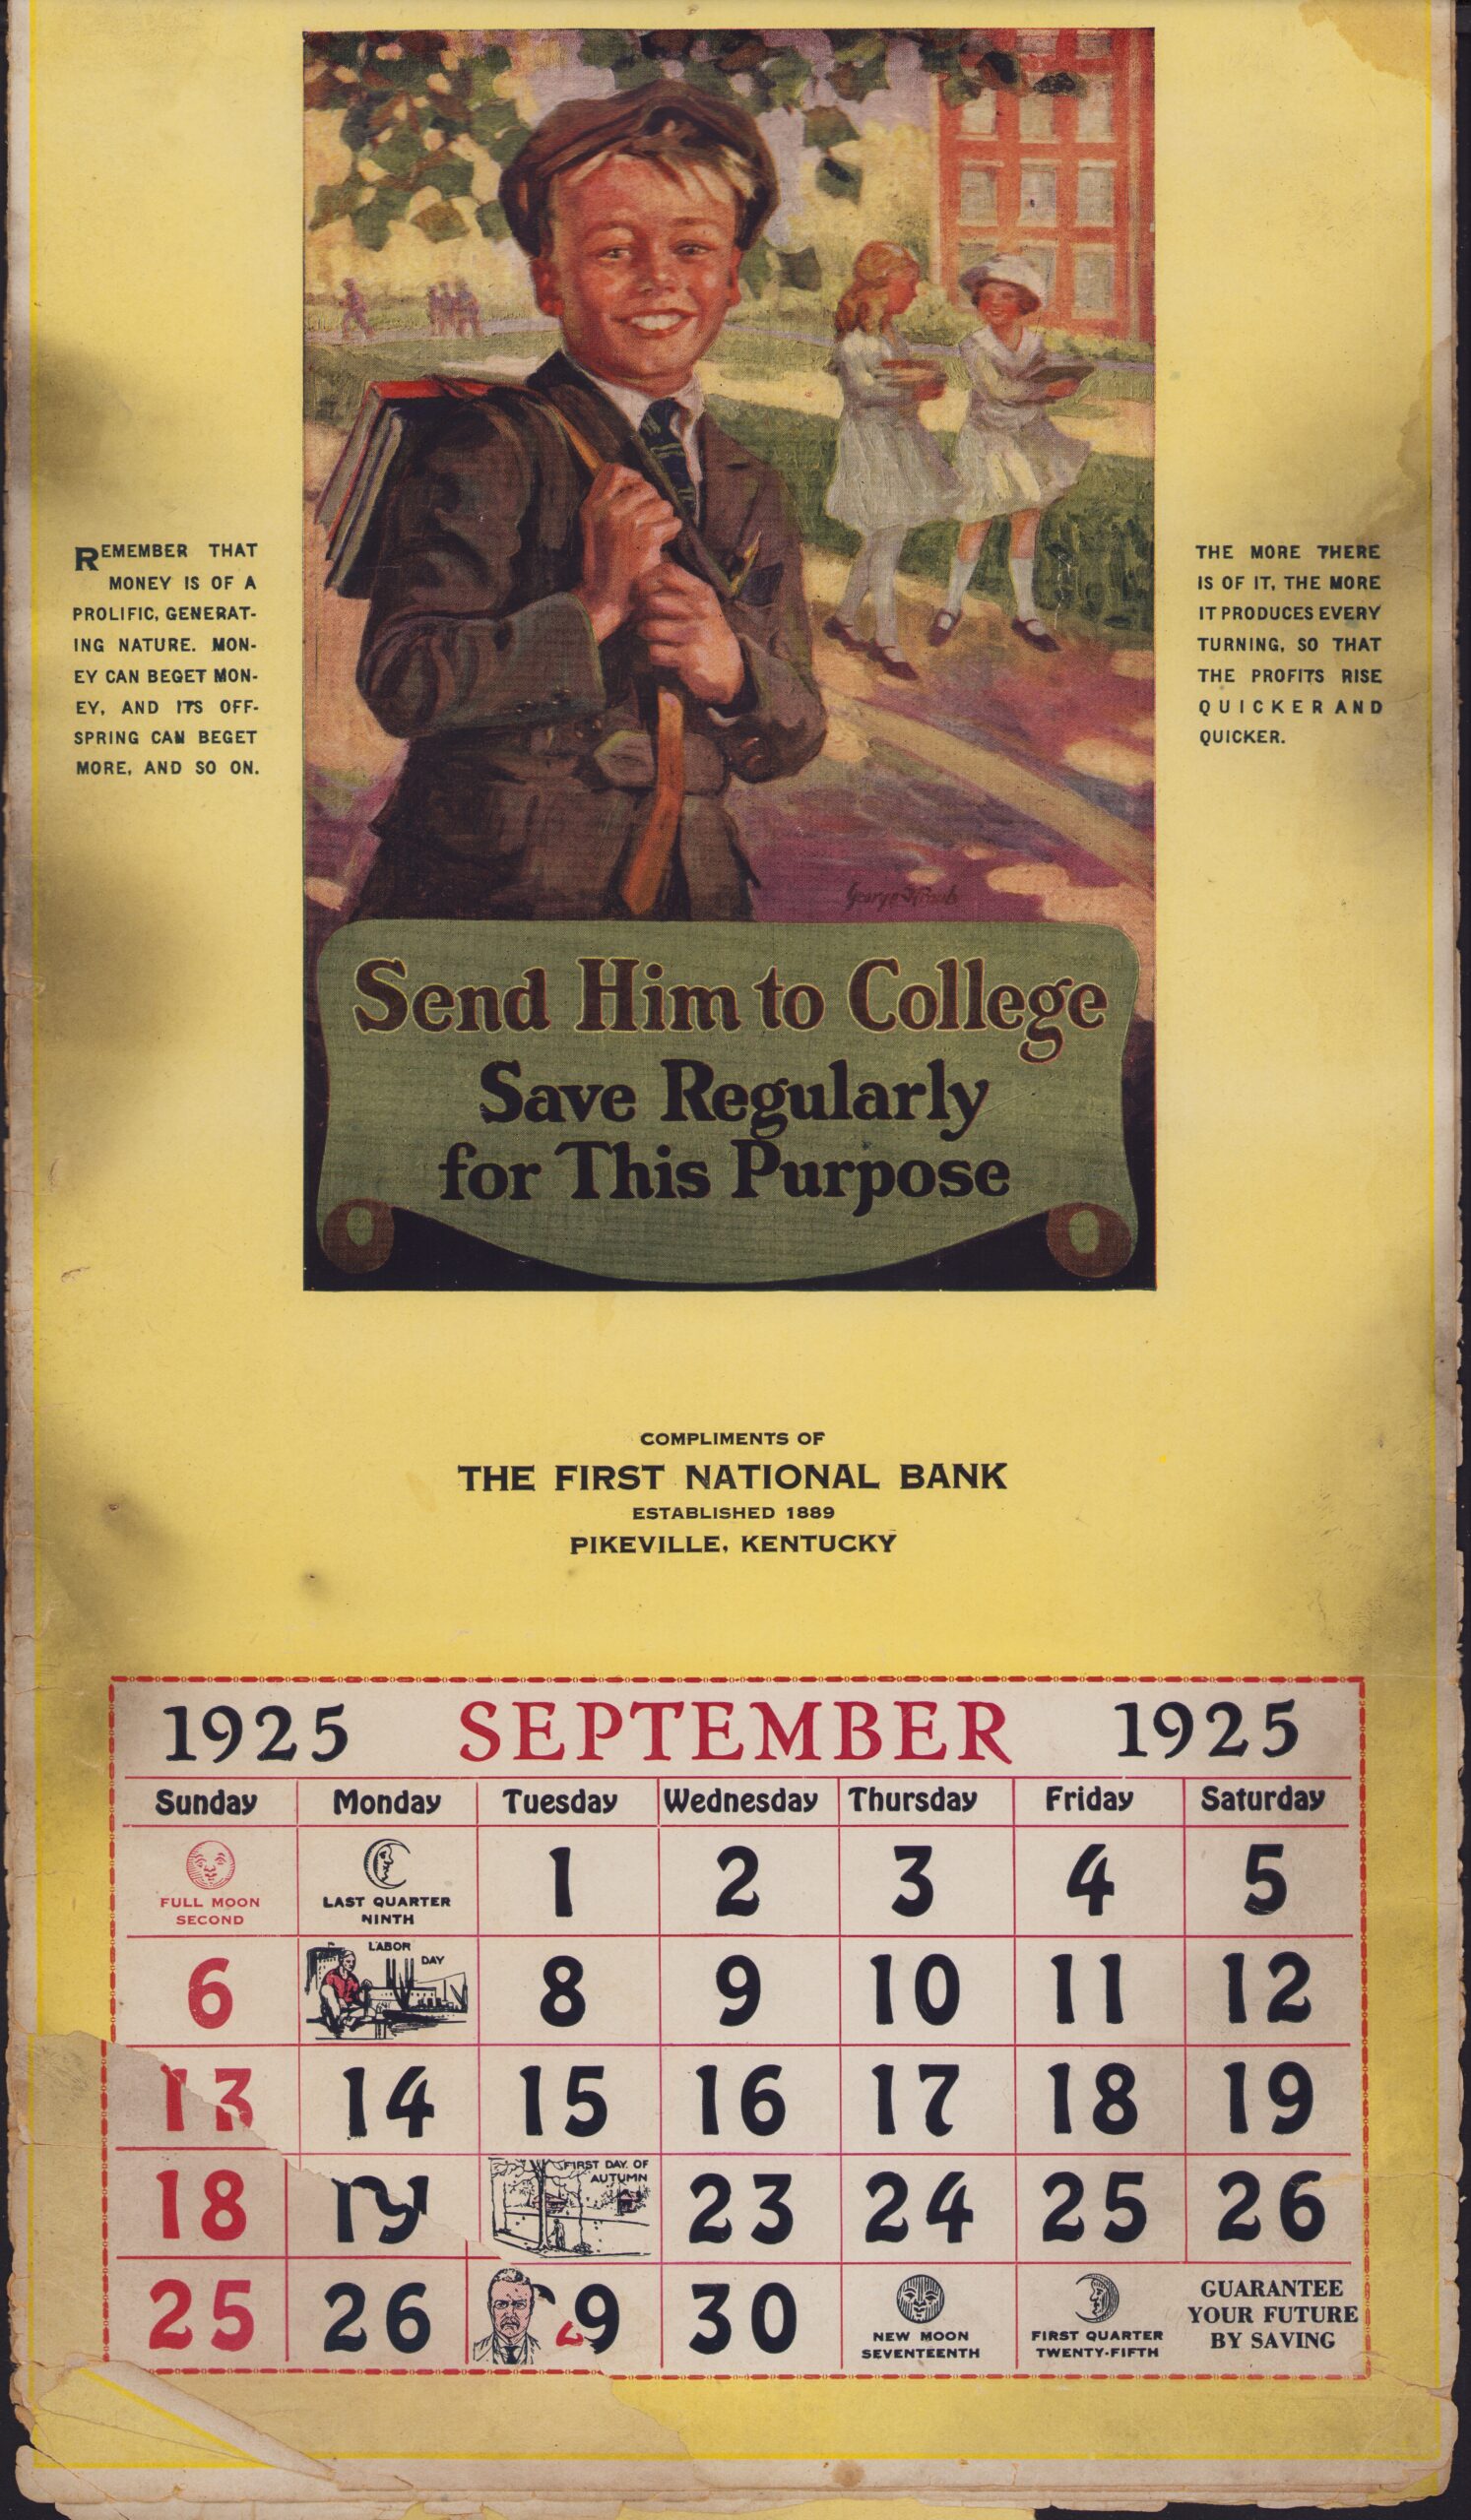 REMEMBER THAT
MONEY IS OF A
PROLIFIC, GENERAT-
ING NATURE. MON-
EY CAN BEGET MON-
EY, AND ITS OFF-
SPRING CAN BEGET
MORE, AND SO ON.
THE MORE THERE
IS OF IT, THE MORE
IT PRODUCES EVERY
TURNING, SO THAT
THE PROFITS RISE
QUICKER AND
QUICKER.
Send Him to College
Save Regularly
for This Purpose
COMPLIMENTS OF
THE FIRST NATIONAL BANK
ESTABLISHED 1889
PIKEVILLE, KENTUCKY
1925 SEPTEMBER 1925
Sunday Monday Tuesday Wednesday Thursday Friday Saturday
FULL MOON
SECOND
LAST QUARTER
NINTH
1 2 3 4 5
6
LABOR
DAY
8 9 10 11 12
13 14 15 16 17 18 19
18
FIRST DAY OF
AUTUMN
23 24 25 26
25 26 9 30
NEW MOON
SEVENTEENTH
FIRST QUARTER
TWENTY-FIFTH
GUARANTEE
YOUR FUTURE
BY SAVING